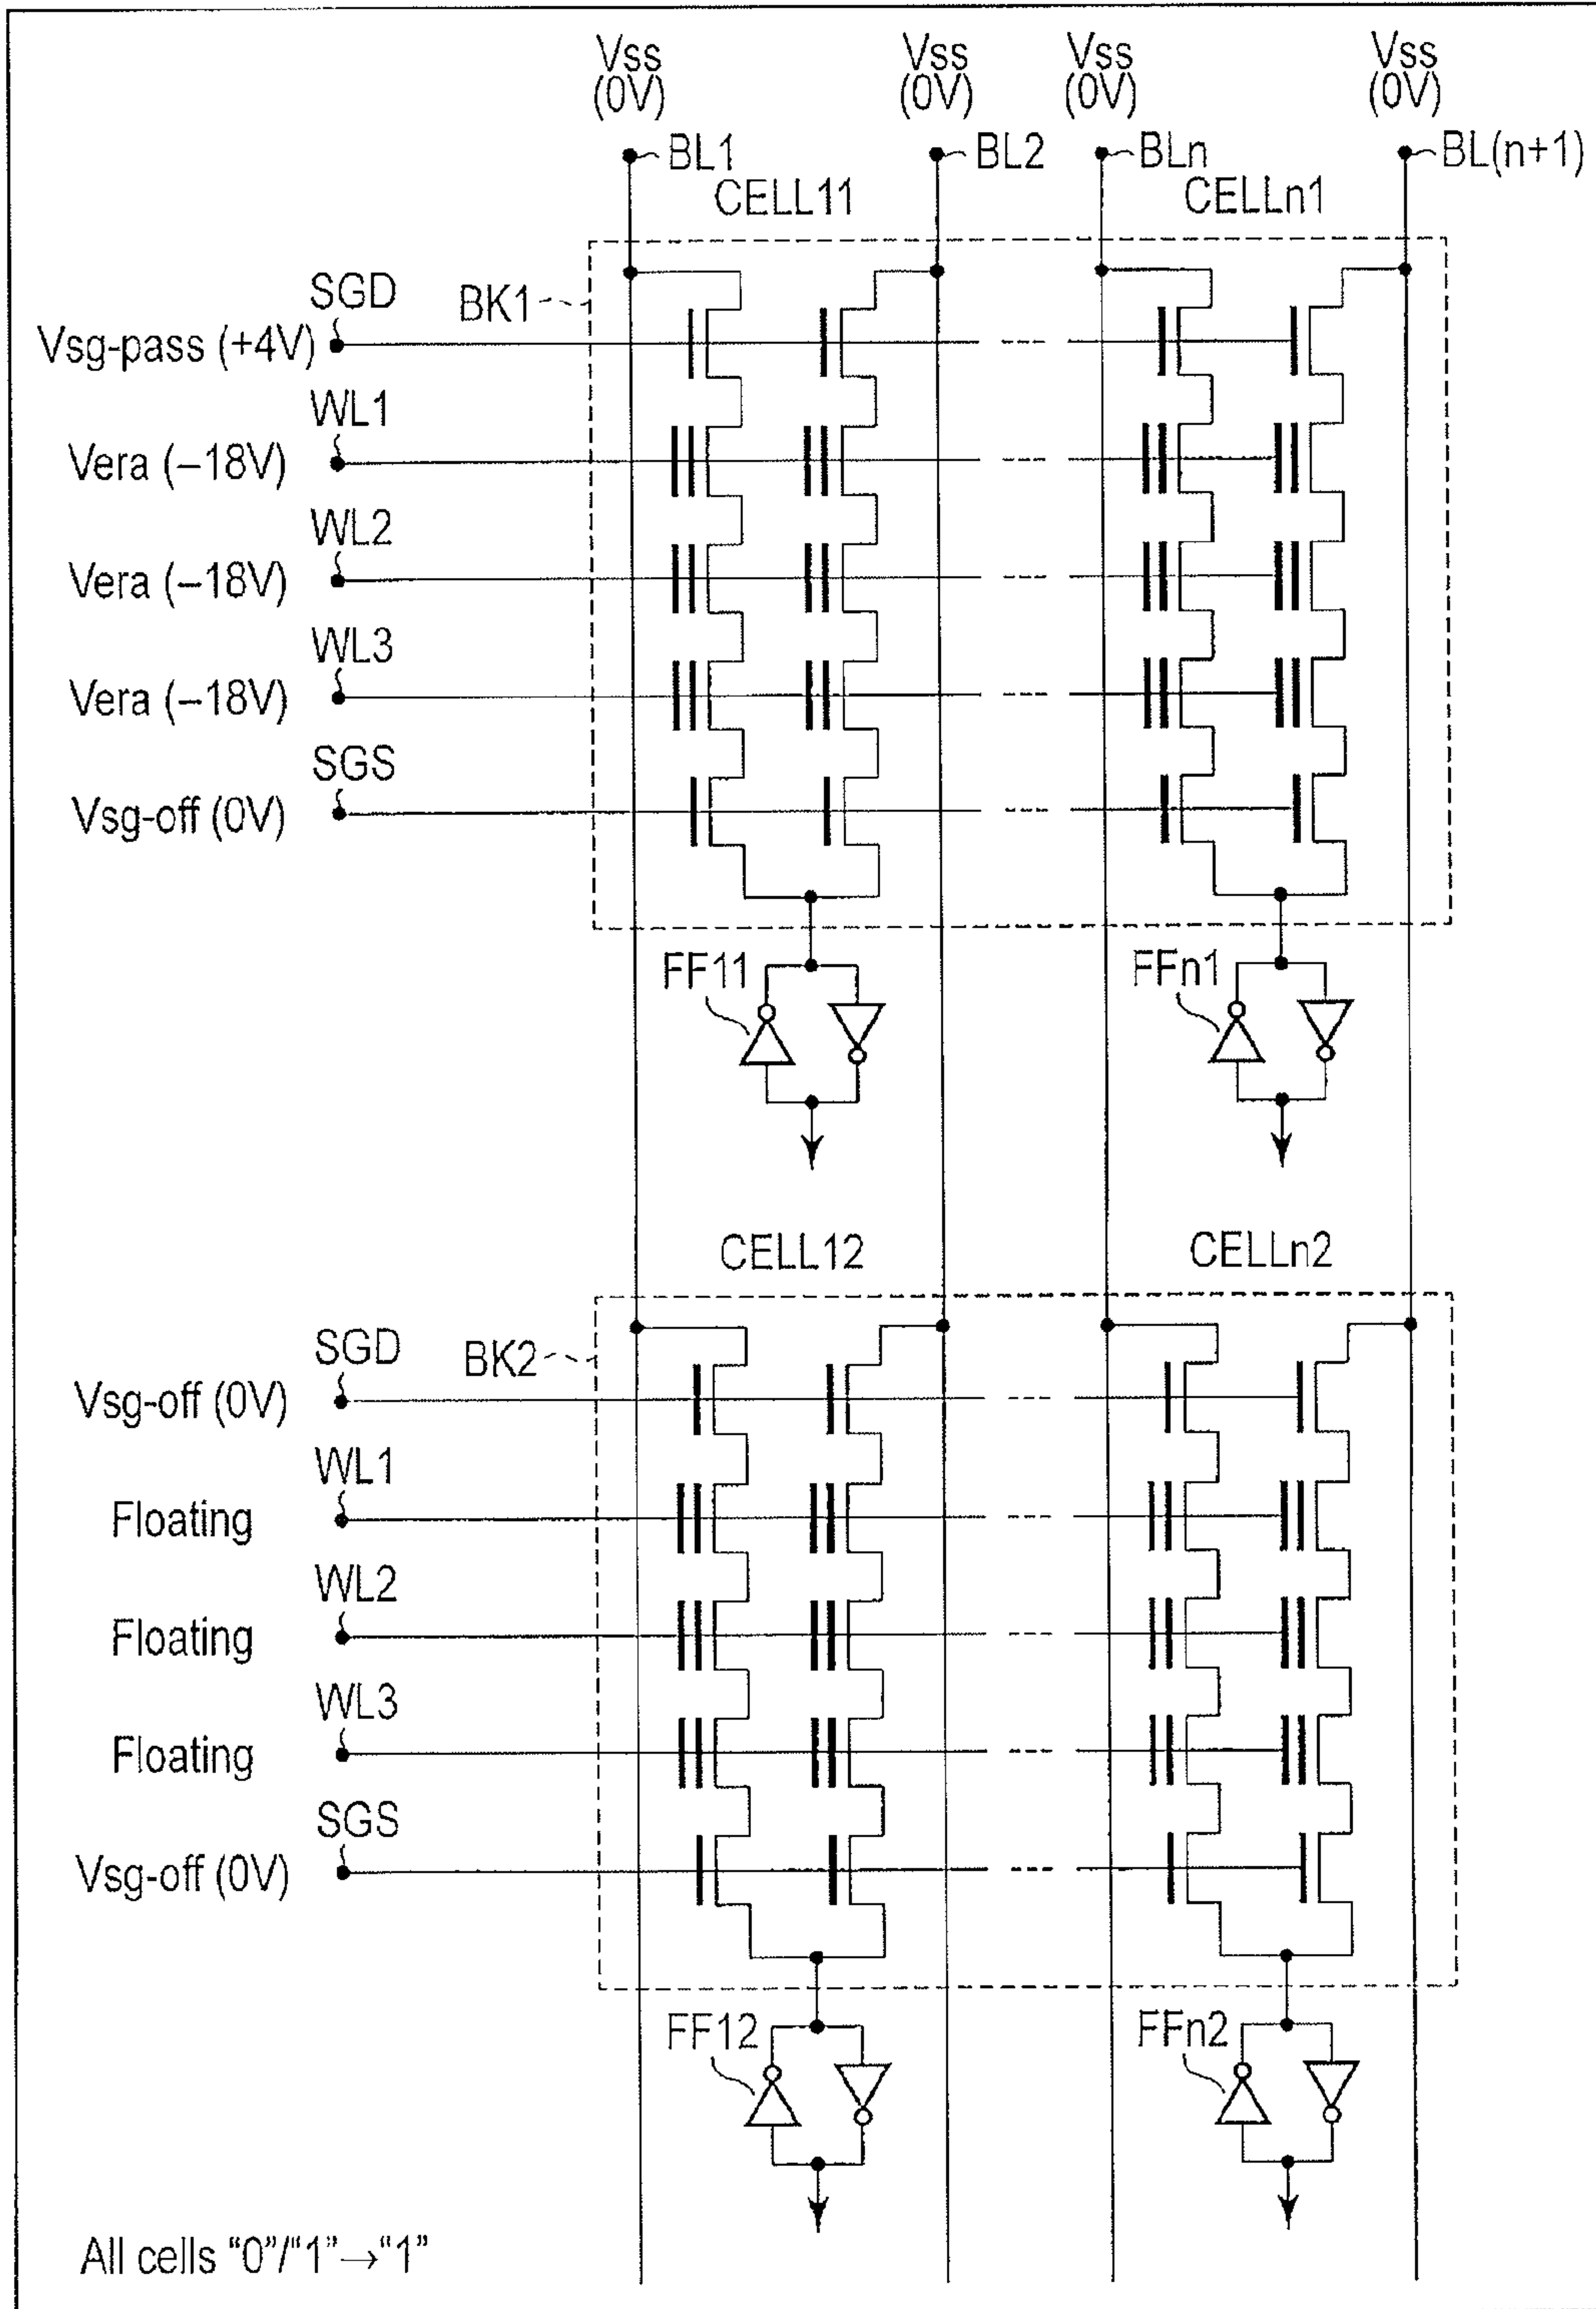 Vss Vss Vss Vss
(0V) (0V) (0V) (0V)
BL1 BL2 BLn BL(n+1)
CELL11 CELLn1
SGD BK1
Vsg-pass (+4V)
WL1
Vera (–18V)
WL2
Vera (–18V)
WL3
Vera (–18V)
SGS
Vsg-off (0V)
FF11 FFn1
CELL12 CELLn2
SGD BK2
Vsg-off (0V)
WL1
Floating
WL2
Floating
WL3
Floating
SGS
Vsg-off (0V)
FF12 FFn2
All cells “0”/“1”→“1”